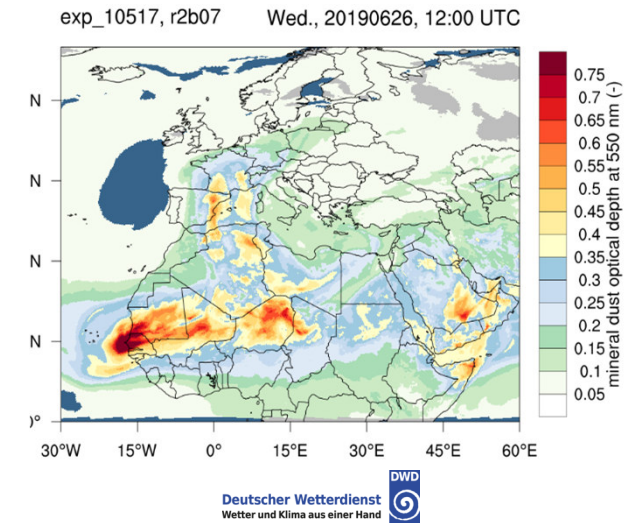 exp_10517, r2b07 Wed., 20190626, 12:00 UTC
N
N
N
N
)°
30°W 15°W 0° 15°E 30°E 45°E 60°E
0.75
0.7
0.65
0.6
0.55
0.5
0.45
0.4
0.35
0.3
0.25
0.2
0.15
0.1
0.05
mineral dust optical depth at 550 nm (-)
DWD
Deutscher Wetterdienst
Wetter und Klima aus einer Hand